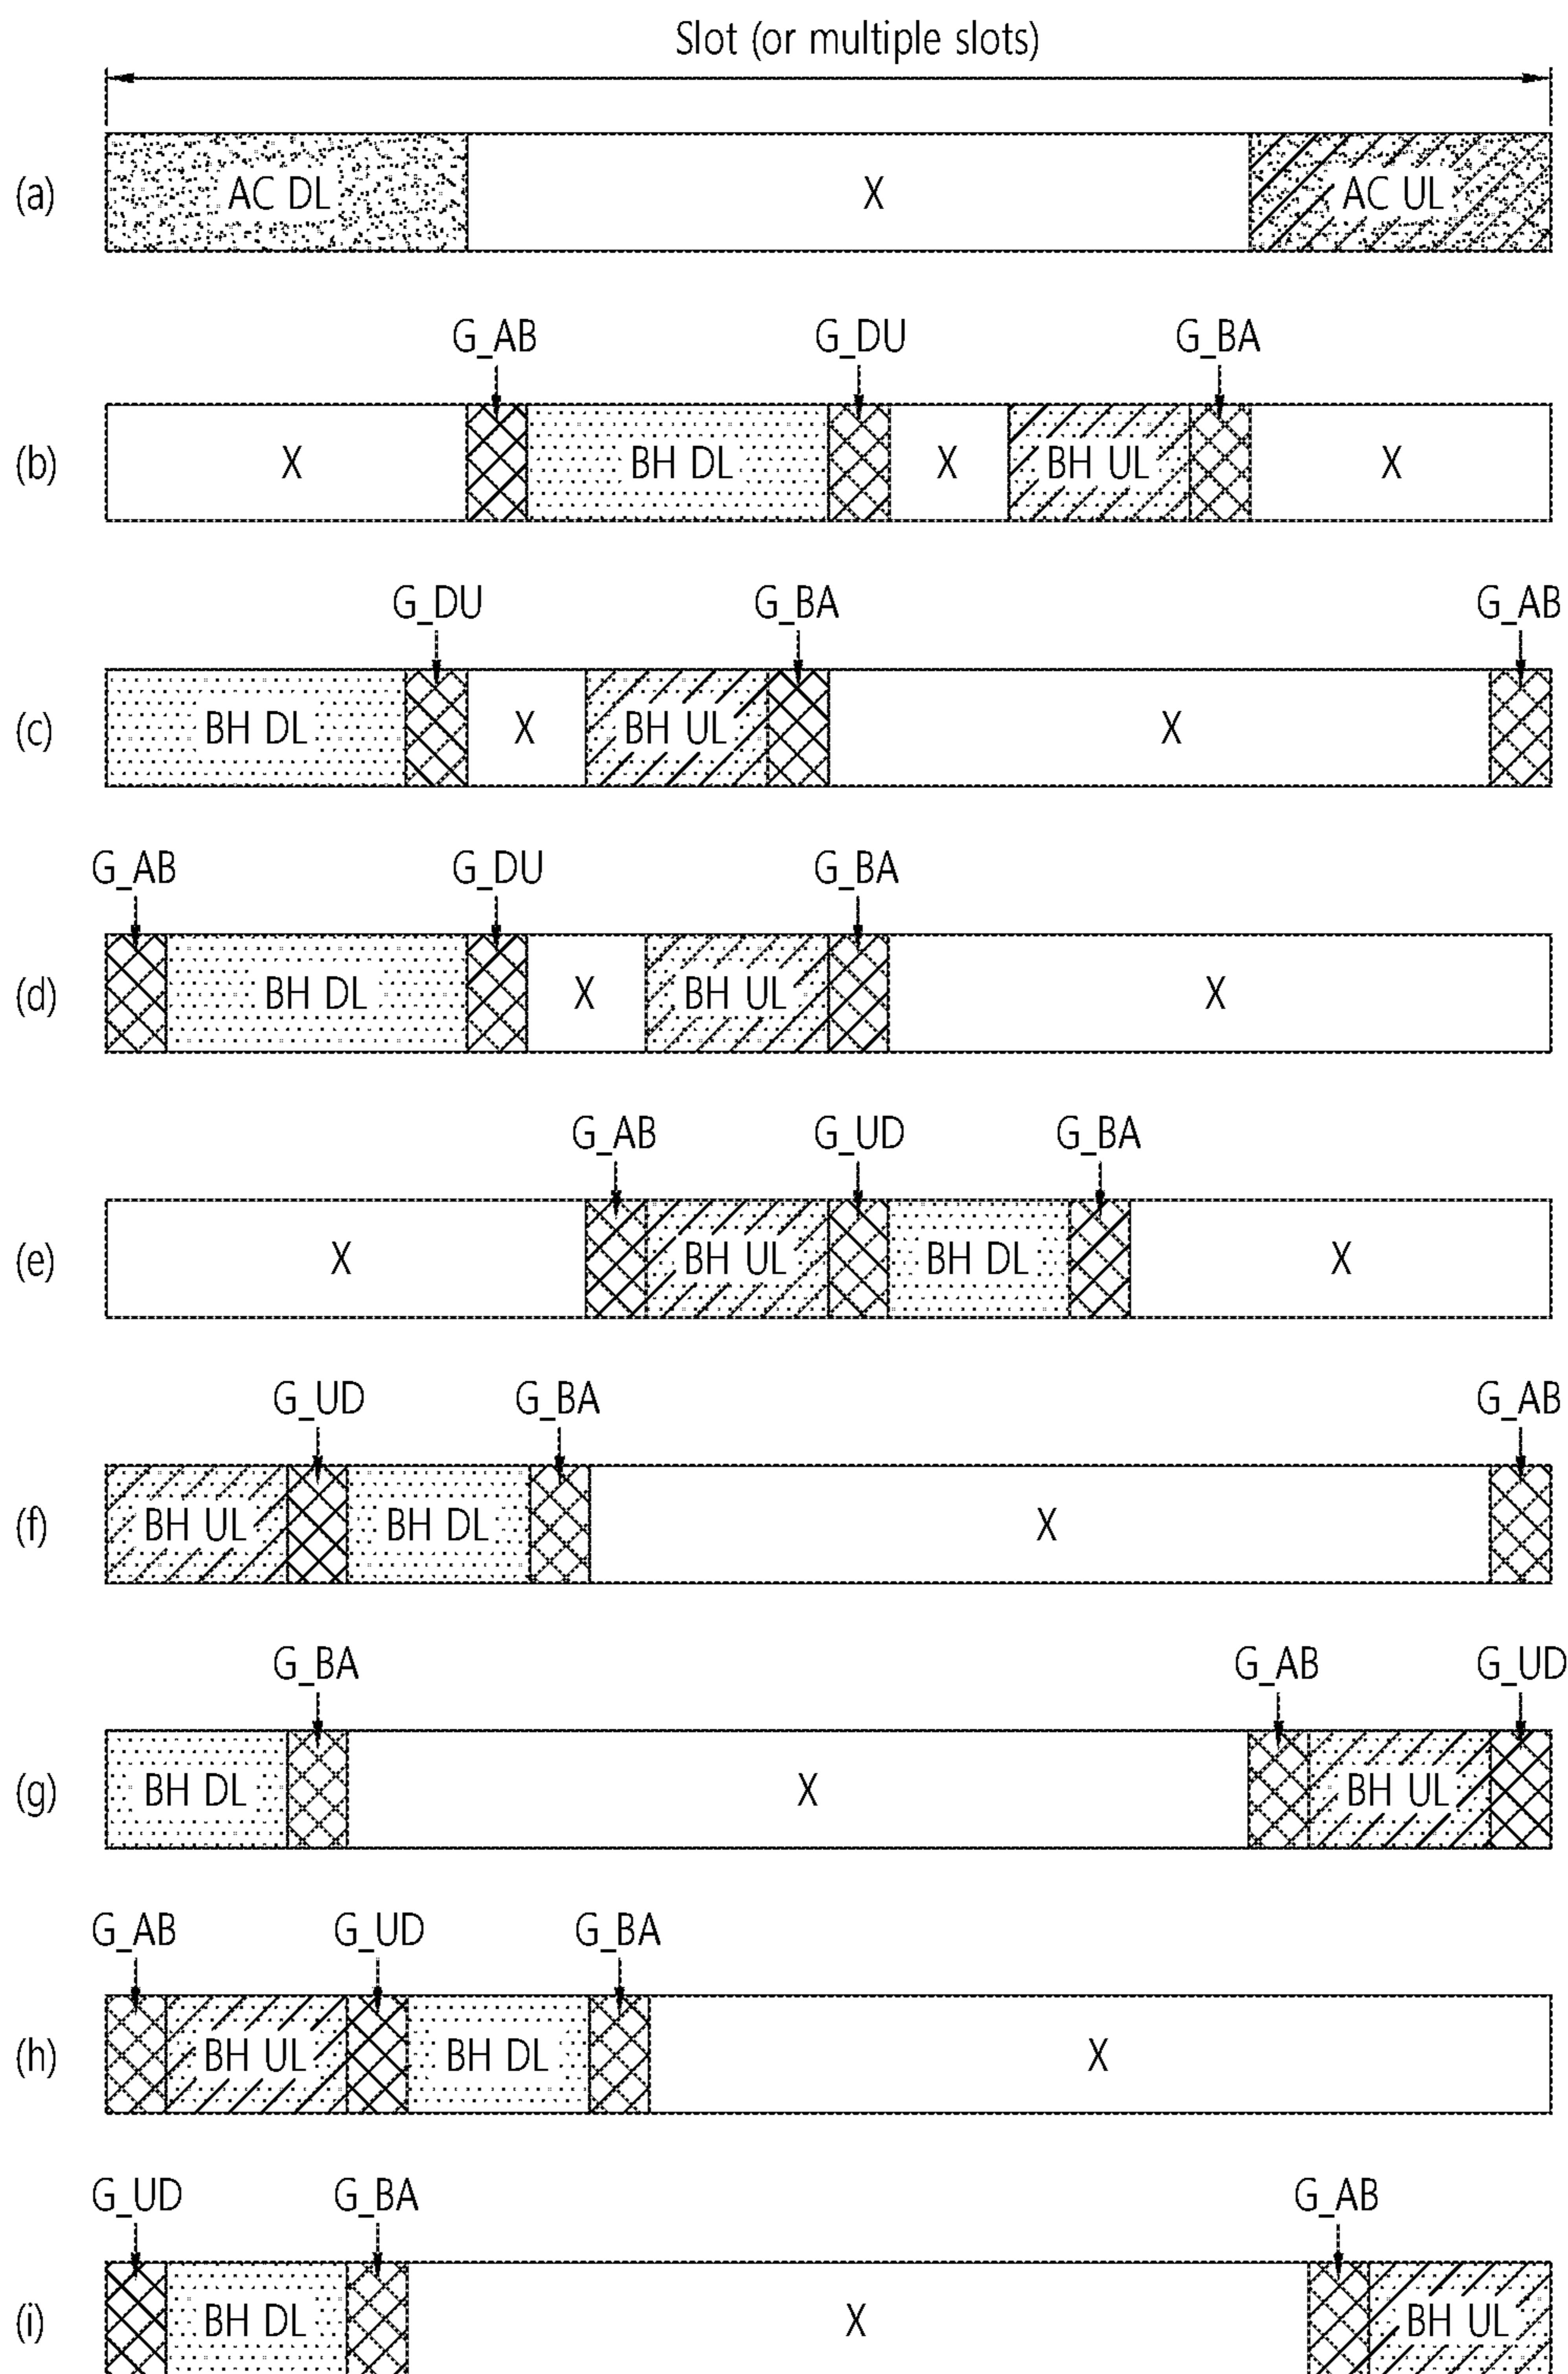 Slot (or multiple slots)
(a) AC DL X AC UL
G_AB G_DU G_BA
(b) X BH DL X BH UL X
G_DU G_BA G_AB
(c) BH DL X BH UL X
G_AB G_DU G_BA
(d) BH DL X BH UL X
G_AB G_UD G_BA
(e) X BH UL BH DL X
G_UD G_BA G_AB
(f) BH UL BH DL X
G_BA G_AB G_UD
(g) BH DL X BH UL
G_AB G_UD G_BA
(h) BH UL BH DL X
G_UD G_BA G_AB
(i) BH DL X BH UL